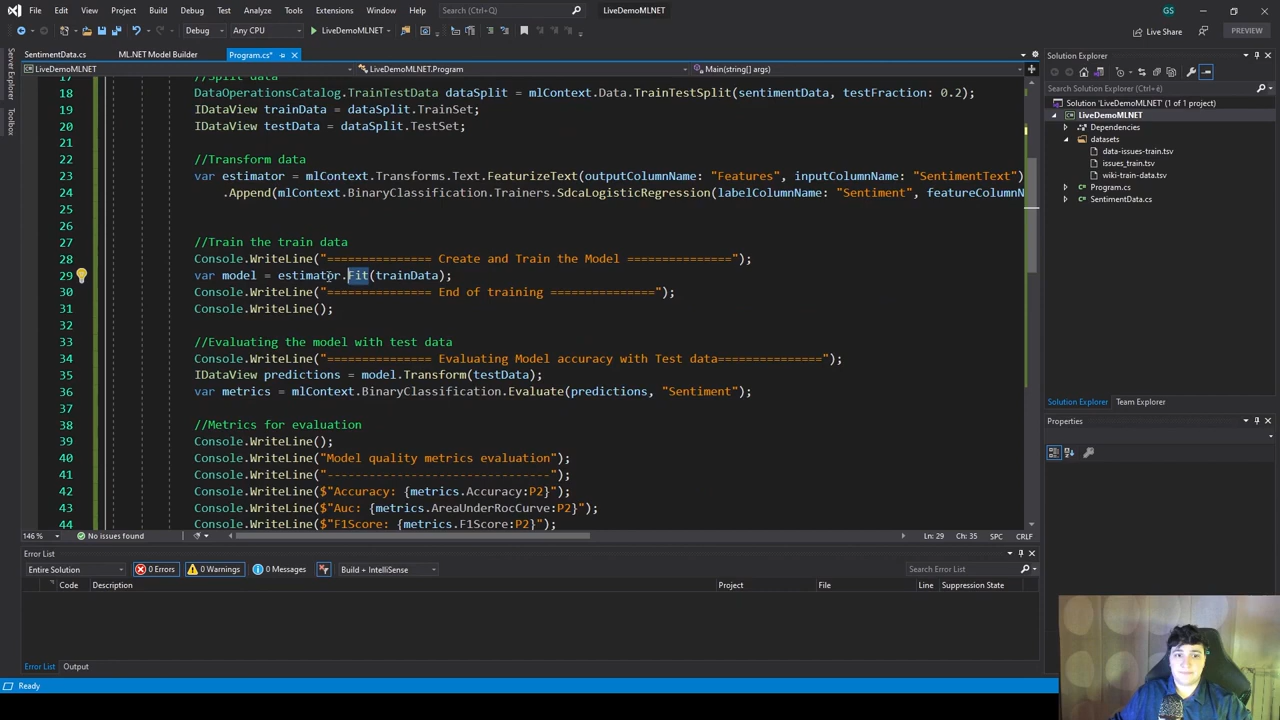 File Edit View Project Build Debug Test Analyze Tools Extensions Window Help Search (Ctrl+Q) LiveDemoMLNET GS
Debug Any CPU LiveDemoMLNET Live Share PREVIEW
SentimentData.cs ML.NET Model Builder Program.cs* Solution Explorer
LiveDemoMLNET LiveDemoMLNET.Program Main(string[] args)
Server Explorer
Toolbox
Search Solution Explorer (Ctrl+è)
Solution 'LiveDemoMLNET' (1 of 1 project)
LiveDemoMLNET
Dependencies
datasets
data-issues-train.tsv
issues_train.tsv
wiki-train-data.tsv
Program.cs
SentimentData.cs
Solution Explorer Team Explorer
Properties
17 //Split data
18 DataOperationsCatalog.TrainTestData dataSplit = mlContext.Data.TrainTestSplit(sentimentData, testFraction: 0.2);
19 IDataView trainData = dataSplit.TrainSet;
20 IDataView testData = dataSplit.TestSet;
21
22 //Transform data
23 var estimator = mlContext.Transforms.Text.FeaturizeText(outputColumnName: "Features", inputColumnName: "SentimentText")
24 .Append(mlContext.BinaryClassification.Trainers.SdcaLogisticRegression(labelColumnName: "Sentiment", featureColumnN
25
26
27 //Train the train data
28 Console.WriteLine("=============== Create and Train the Model ===============");
29 var model = estimator.Fit(trainData);
30 Console.WriteLine("=============== End of training ===============");
31 Console.WriteLine();
32
33 //Evaluating the model with test data
34 Console.WriteLine("=============== Evaluating Model accuracy with Test data===============");
35 IDataView predictions = model.Transform(testData);
36 var metrics = mlContext.BinaryClassification.Evaluate(predictions, "Sentiment");
37
38 //Metrics for evaluation
39 Console.WriteLine();
40 Console.WriteLine("Model quality metrics evaluation");
41 Console.WriteLine("--------------------------------");
42 Console.WriteLine($"Accuracy: {metrics.Accuracy:P2}");
43 Console.WriteLine($"Auc: {metrics.AreaUnderRocCurve:P2}");
44 Console.WriteLine($"F1Score: {metrics.F1Score:P2}");
146 % No issues found Ln: 29 Ch: 35 SPC CRLF
Error List
Entire Solution 0 Errors 0 Warnings 0 Messages Build + IntelliSense Search Error List
Code Description Project File Line Suppression State
Error List Output
Ready